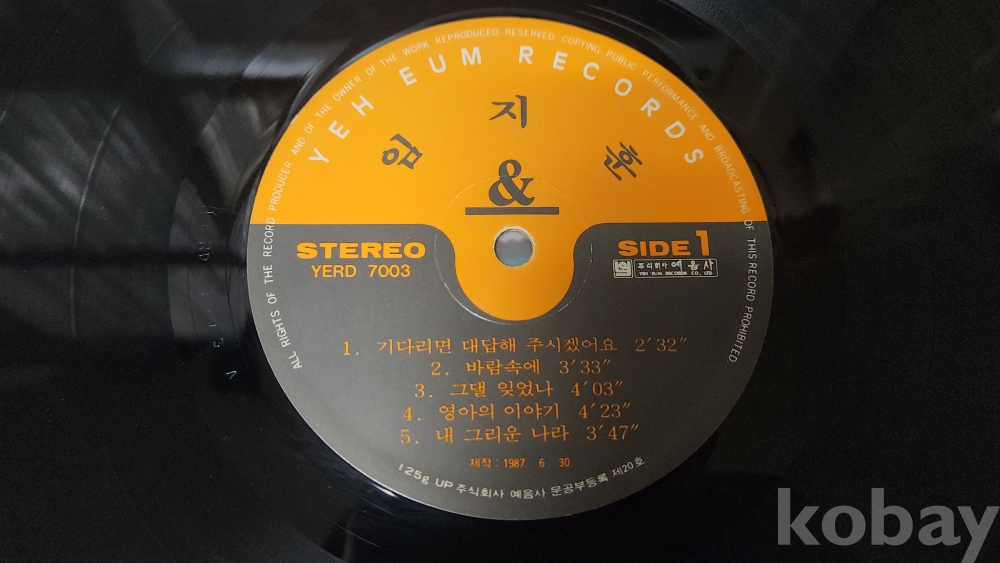 ALL RIGHTS OF THE RECORD PRODUCER AND OF THE OWNER OF THE WORK REPRODUCED RESERVED COPYING PUBLIC PERFORMANCE AND BROADCASTING OF THIS RECORD PROHIBITED
YEH EUM RECORDS
임 지 훈
&
STEREO
YERD 7003
SIDE 1
주식회사 예음사
YEH EUM RECORDS CO., LTD.
1. 기다리면 대답해 주시겠어요 2′32″
2. 바람속에 3′33″
3. 그댈 잊었나 4′03″
4. 영아의 이야기 4′23″
5. 내 그리운 나라 3′47″
제작 : 1987. 6. 30.
125g UP 주식회사 예음사 문공부등록 제20호
kobay